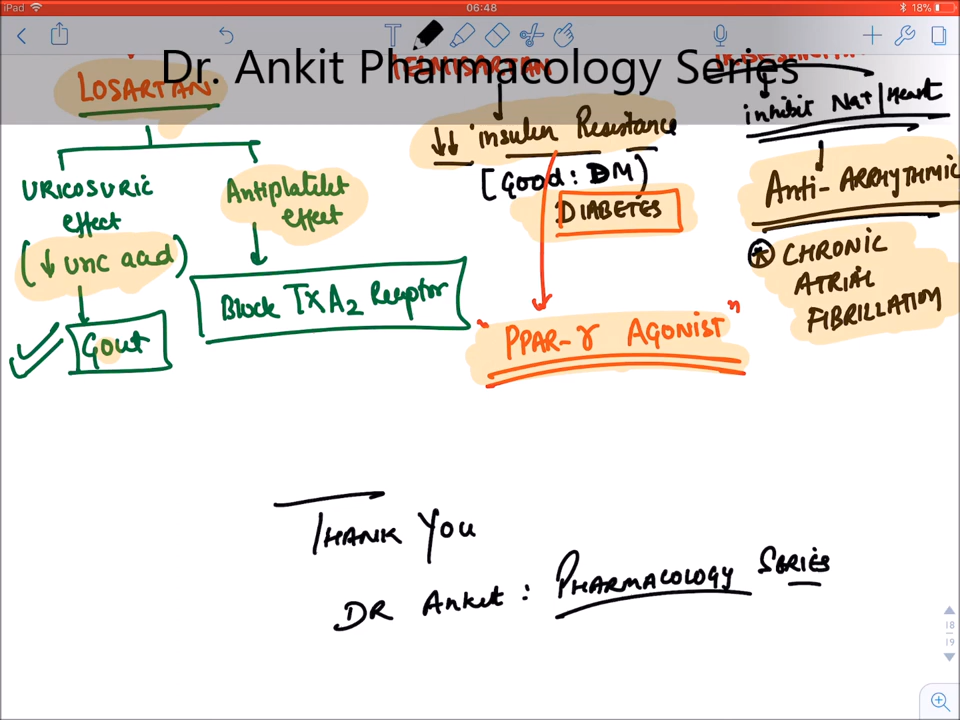 iPad
06:48
18%
Dr. Ankit Pharmacology Series
LOSARTAN
TELMISARTAN
URICOSURIC
effect
(↓ uric acid)
Gout
Antiplatelet
effect
Block TxA2 Receptor
↓↓ insulin Resistance
[Good: DM)
DIABETES
" PPAR-γ AGONIST "
inhibit Na+ | Heart
Anti-ARRHYTHMIC
* CHRONIC
ATRIAL
FIBRILLATION
THANK YOU
DR Ankit: PHARMACOLOGY SERIES
18
19